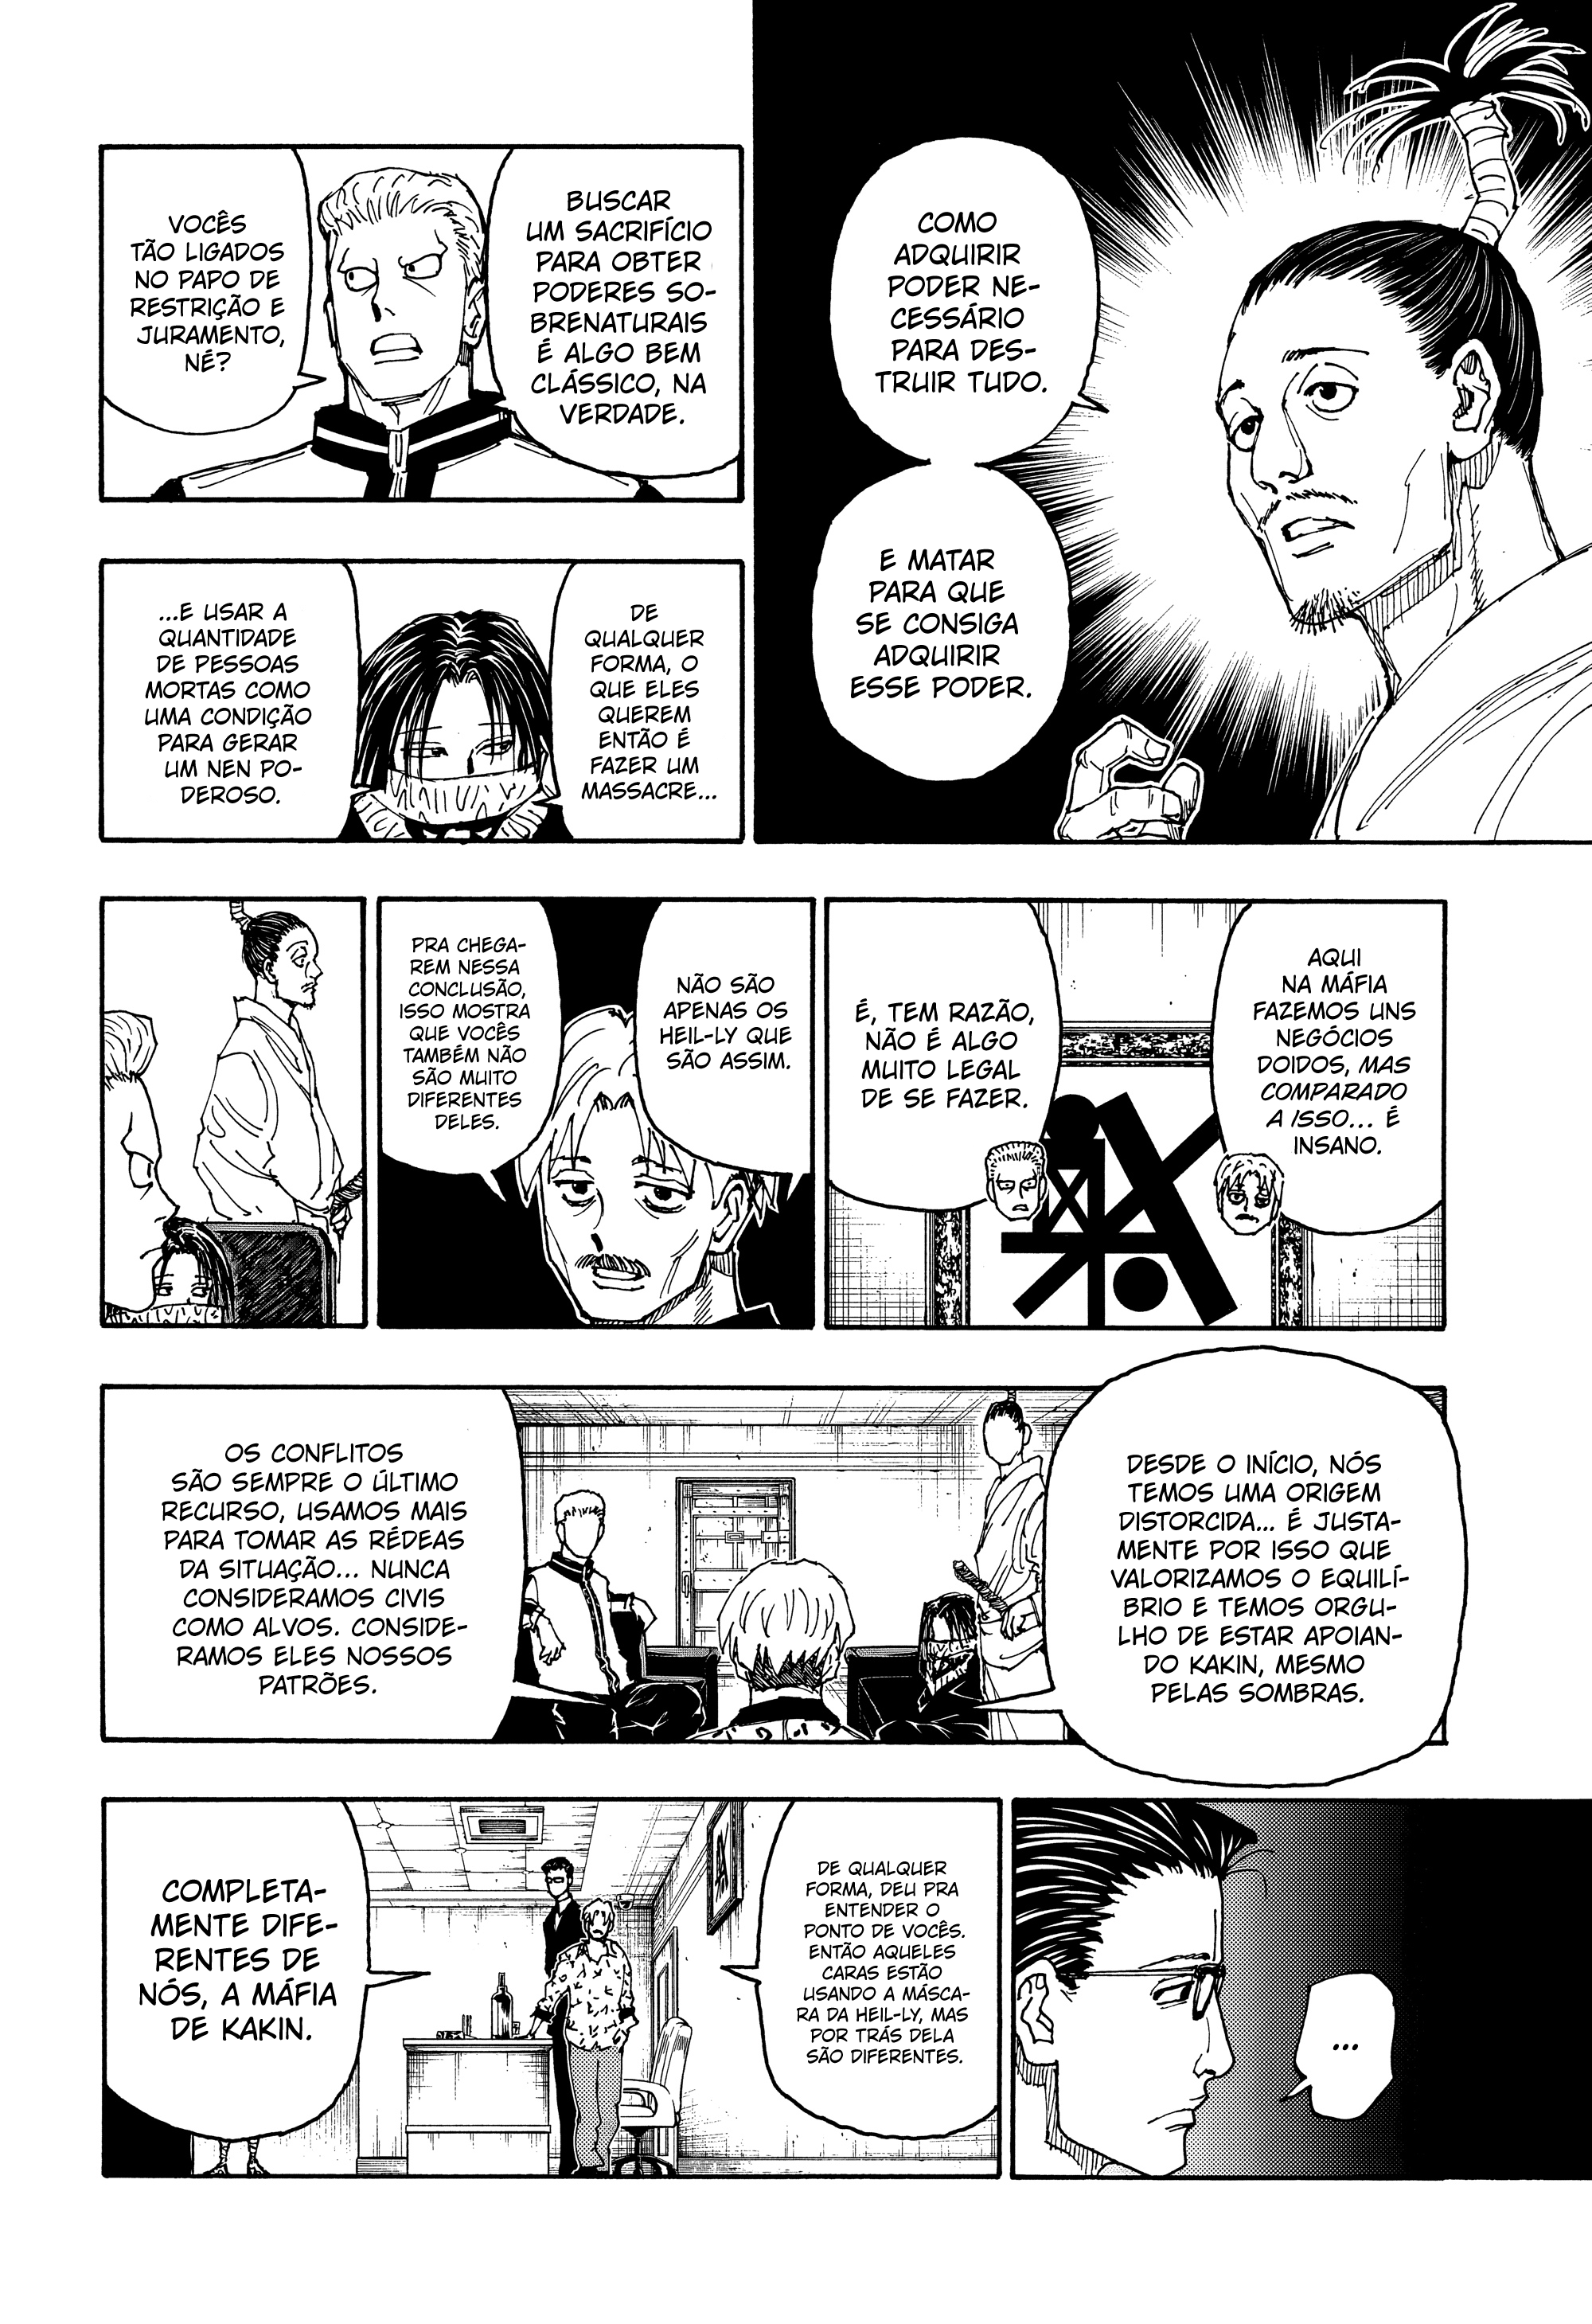 COMO
ADQUIRIR
PODER NE-
CESSÁRIO
PARA DES-
TRUIR TUDO.
E MATAR
PARA QUE
SE CONSIGA
ADQUIRIR
ESSE PODER.
BUSCAR
UM SACRIFÍCIO
PARA OBTER
PODERES SO-
BRENATURAIS
É ALGO BEM
CLÁSSICO, NA
VERDADE.
VOCÊS
TÃO LIGADOS
NO PAPO DE
RESTRIÇÃO E
JURAMENTO,
NÉ?
DE
QUALQUER
FORMA, O
QUE ELES
QUEREM
ENTÃO É
FAZER UM
MASSACRE...
...E USAR A
QUANTIDADE
DE PESSOAS
MORTAS COMO
UMA CONDIÇÃO
PARA GERAR
UM NEN PO-
DEROSO.
AQUI
NA MÁFIA
FAZEMOS UNS
NEGÓCIOS
DOIDOS, MAS
COMPARADO
A ISSO... É
INSANO.
É, TEM RAZÃO,
NÃO É ALGO
MUITO LEGAL
DE SE FAZER.
NÃO SÃO
APENAS OS
HEIL-LY QUE
SÃO ASSIM.
PRA CHEGA-
REM NESSA
CONCLUSÃO,
ISSO MOSTRA
QUE VOCÊS
TAMBÉM NÃO
SÃO MUITO
DIFERENTES
DELES.
DESDE O INÍCIO, NÓS
TEMOS UMA ORIGEM
DISTORCIDA... É JUSTA-
MENTE POR ISSO QUE
VALORIZAMOS O EQUILÍ-
BRIO E TEMOS ORGU-
LHO DE ESTAR APOIAN-
DO KAKIN, MESMO
PELAS SOMBRAS.
OS CONFLITOS
SÃO SEMPRE O ÚLTIMO
RECURSO, USAMOS MAIS
PARA TOMAR AS RÉDEAS
DA SITUAÇÃO... NUNCA
CONSIDERAMOS CIVIS
COMO ALVOS. CONSIDE-
RAMOS ELES NOSSOS
PATRÕES.
...
DE QUALQUER
FORMA, DEU PRA
ENTENDER O
PONTO DE VOCÊS.
ENTÃO AQUELES
CARAS ESTÃO
USANDO A MÁSCA-
RA DA HEIL-LY, MAS
POR TRÁS DELA
SÃO DIFERENTES.
COMPLETA-
MENTE DIFE-
RENTES DE
NÓS, A MÁFIA
DE KAKIN.